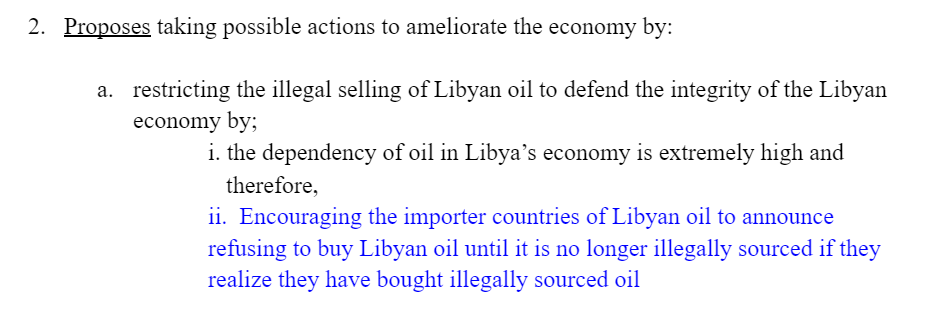 2. Proposes taking possible actions to ameliorate the economy by:
a. restricting the illegal selling of Libyan oil to defend the integrity of the Libyan
economy by;
i. the dependency of oil in Libya's economy is extremely high and
therefore,
ii. Encouraging the importer countries of Libyan oil to announce
refusing to buy Libyan oil until it is no longer illegally sourced if they
realize they have bought illegally sourced oil